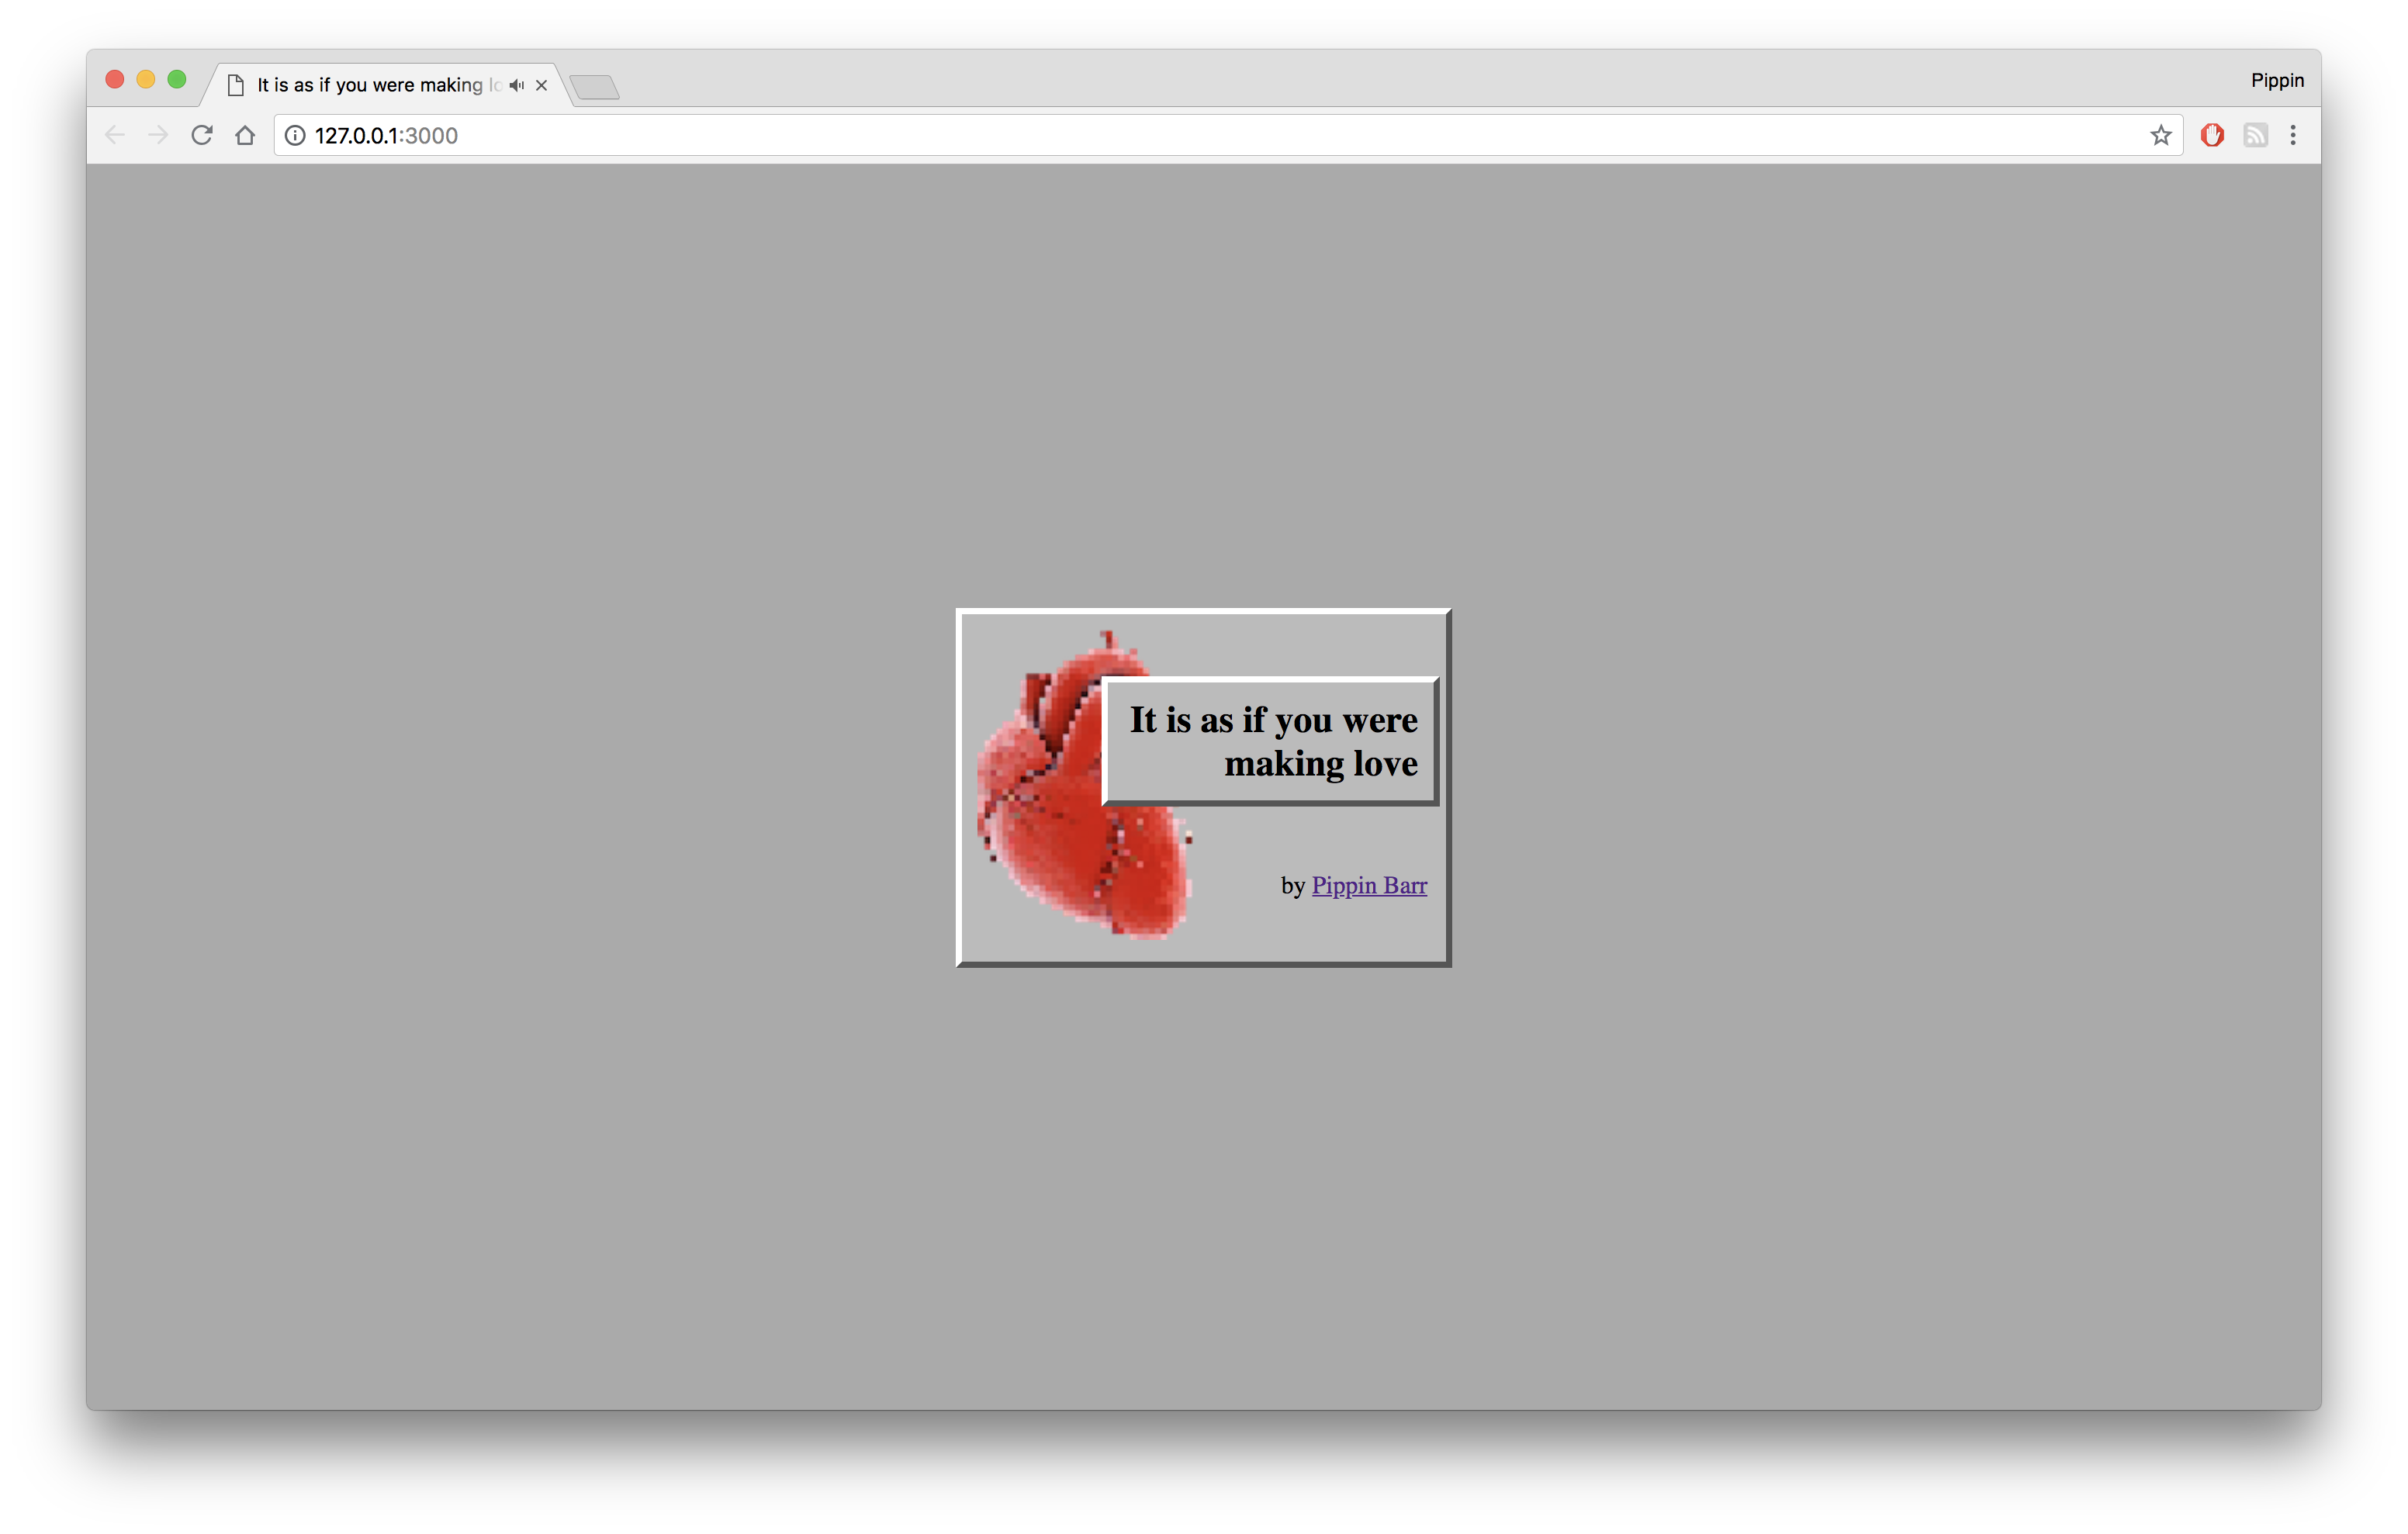 It is as if you were making lo
Pippin
127.0.0.1:3000
It is as if you were
making love
by Pippin Barr